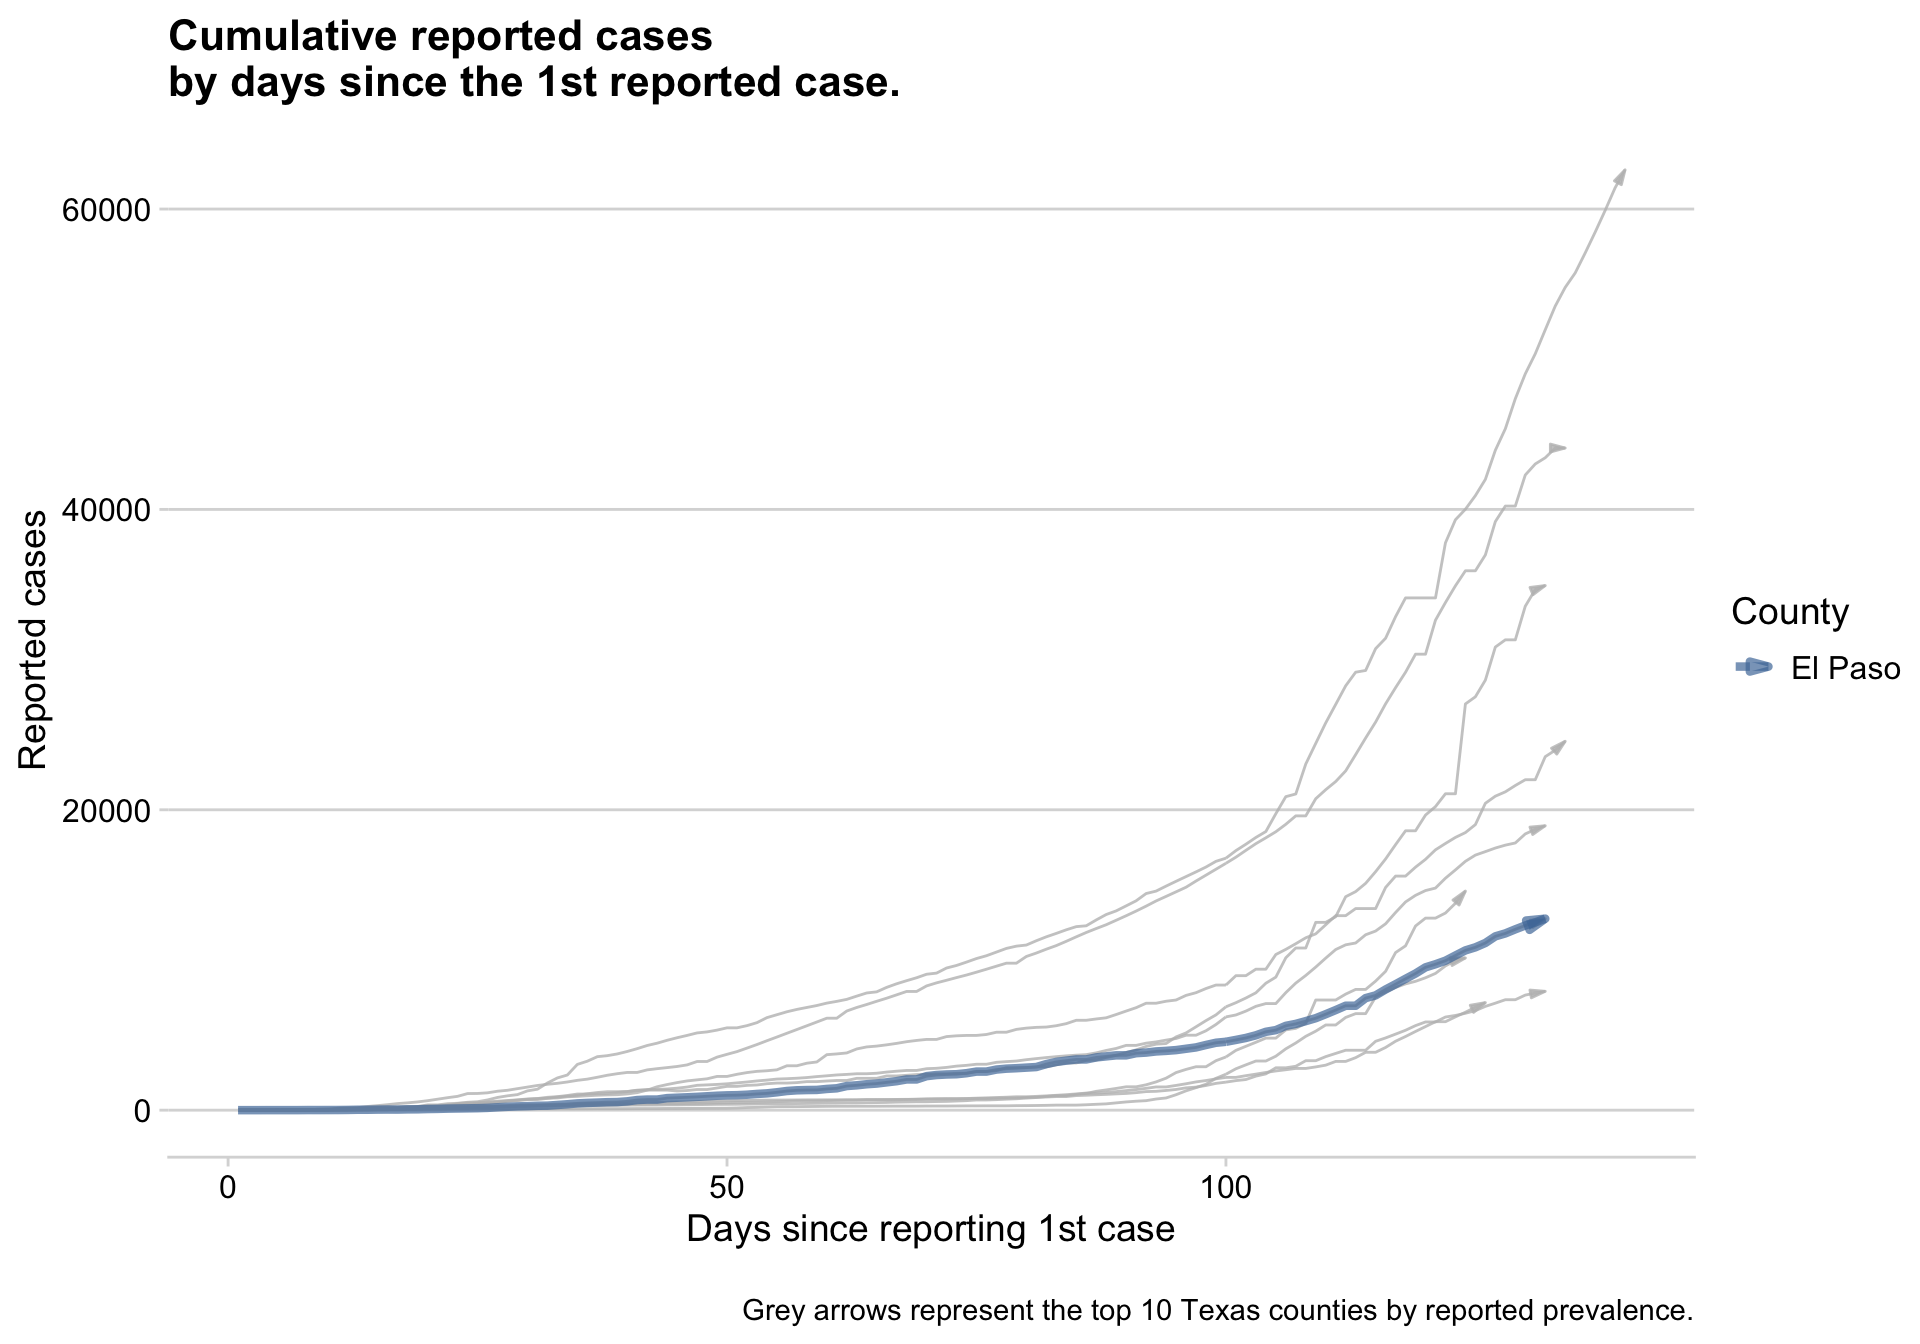 Cumulative reported cases
by days since the 1st reported case.
60000
40000
20000
0
Reported cases
0 50 100
Days since reporting 1st case
County
El Paso
Grey arrows represent the top 10 Texas counties by reported prevalence.